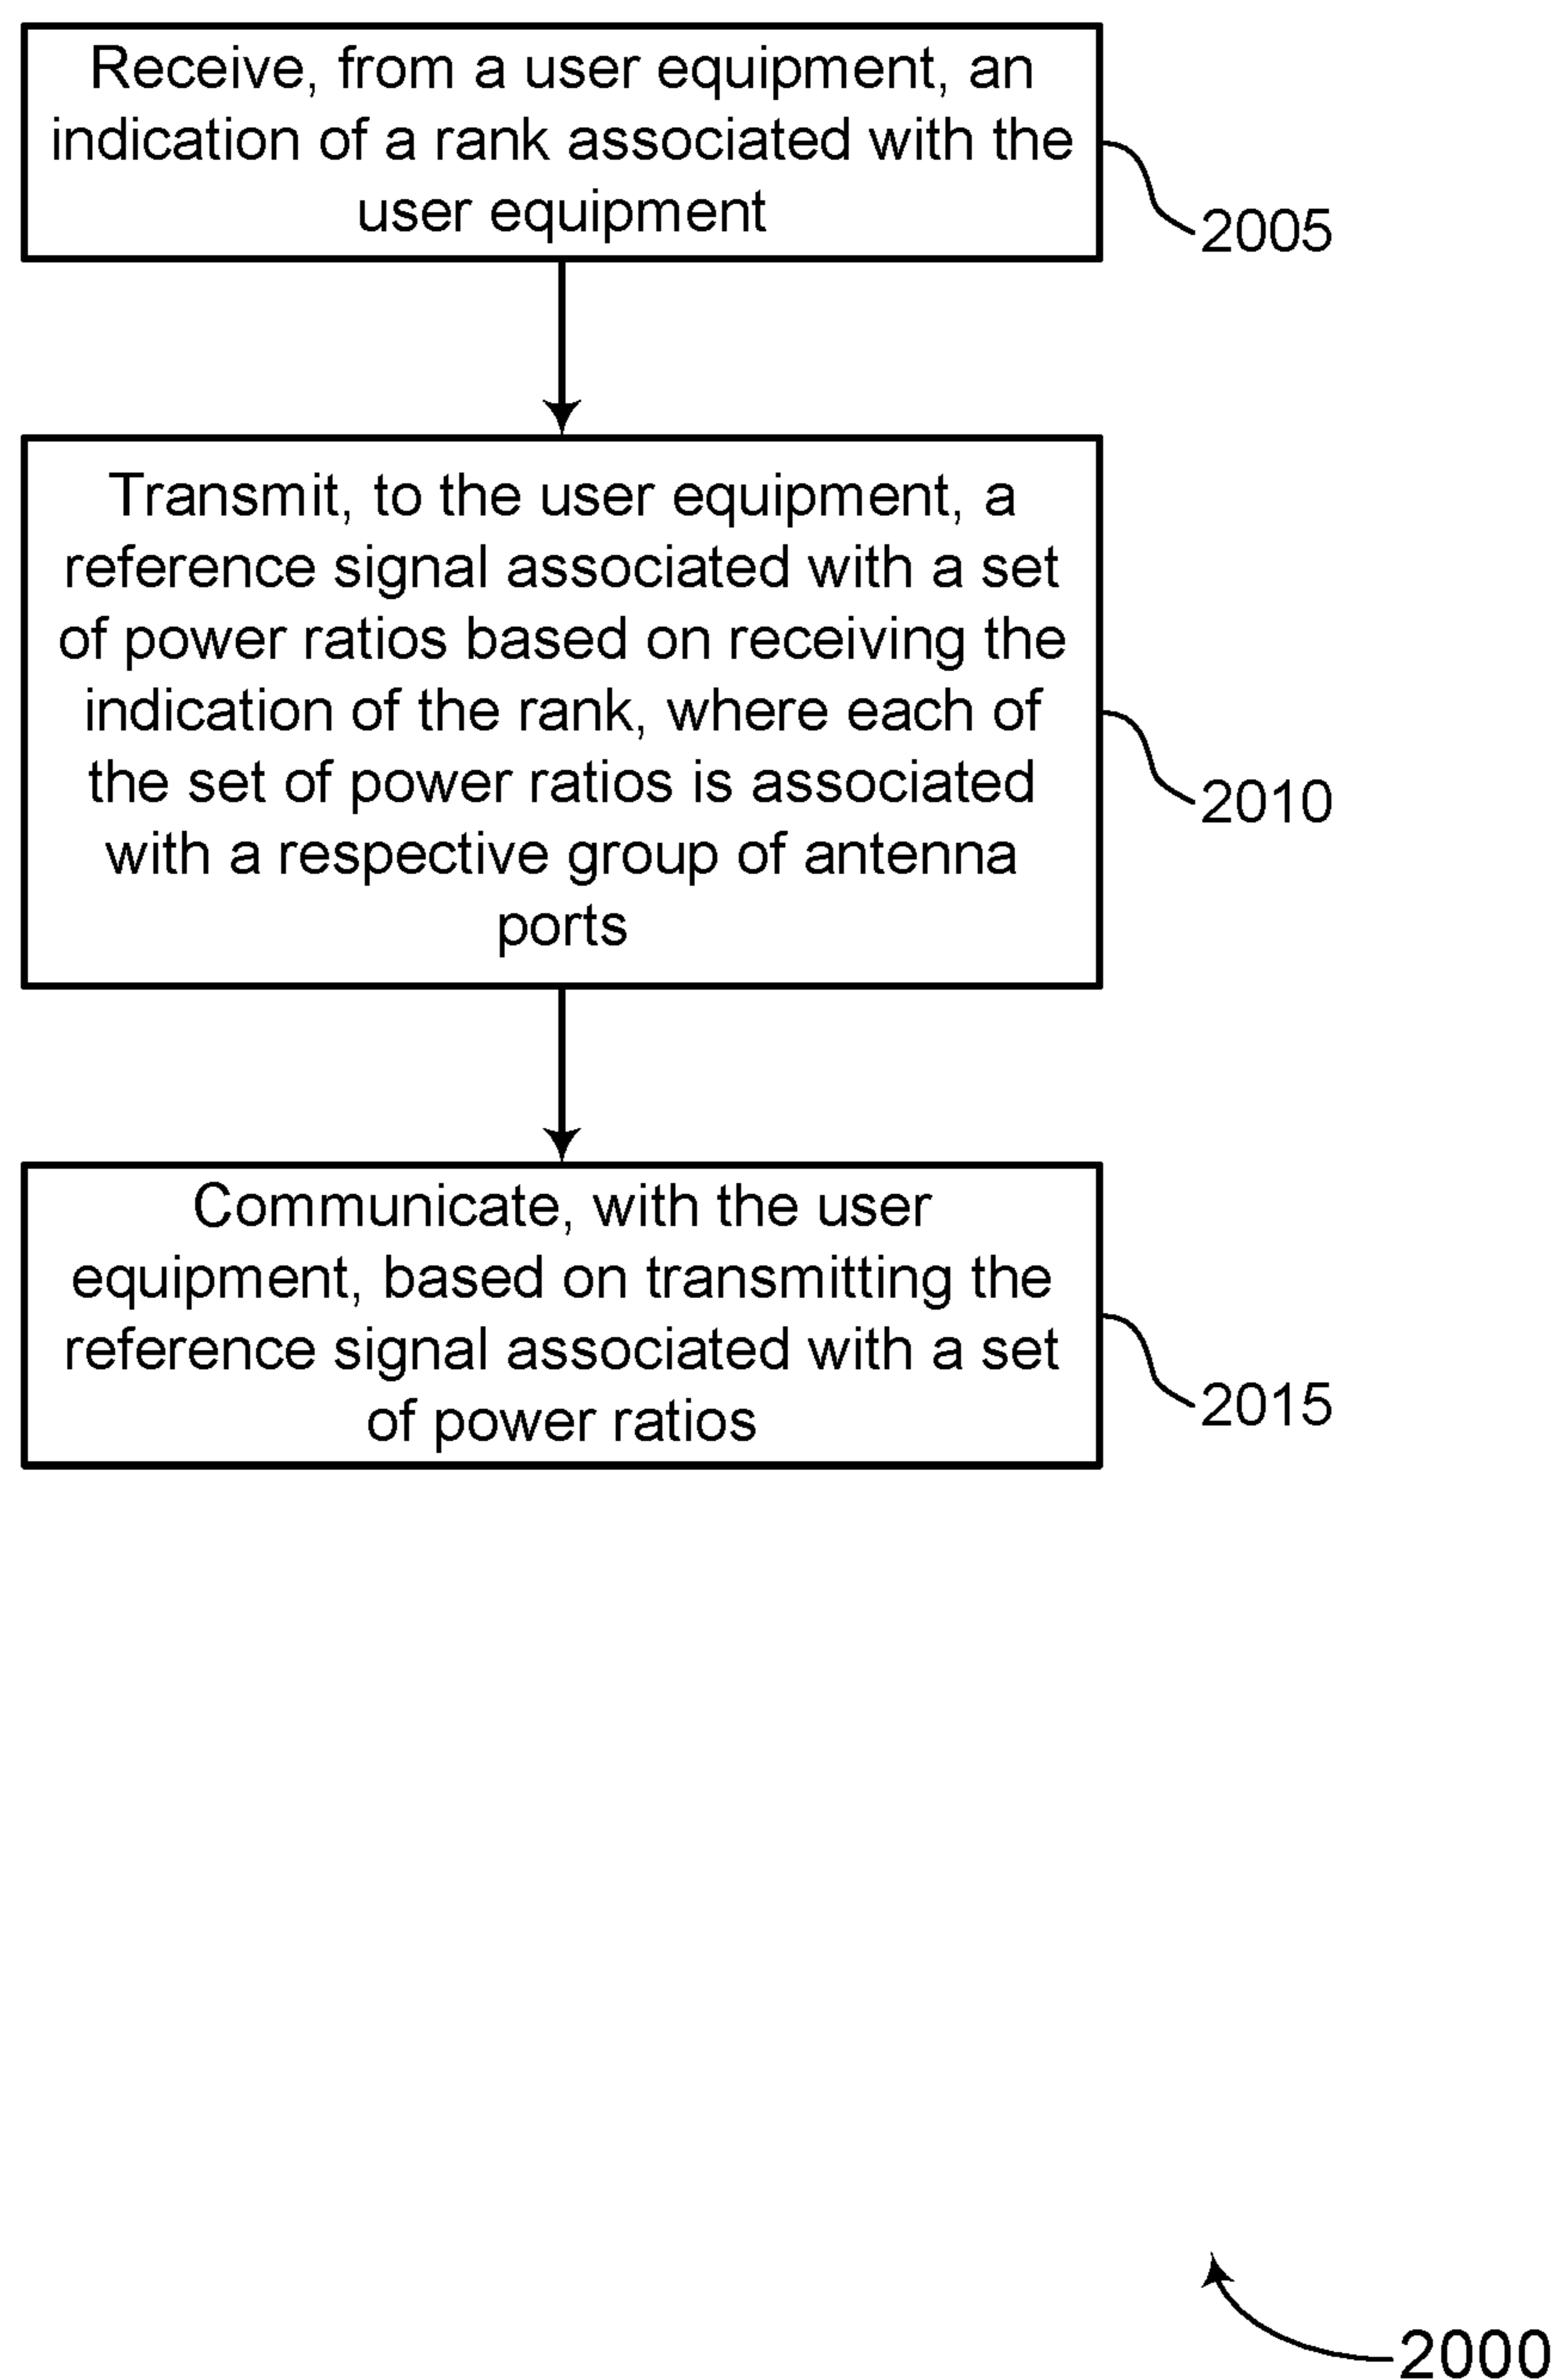 Receive, from a user equipment, an
indication of a rank associated with the
user equipment
2005
Transmit, to the user equipment, a
reference signal associated with a set
of power ratios based on receiving the
indication of the rank, where each of
the set of power ratios is associated
with a respective group of antenna
ports
2010
Communicate, with the user
equipment, based on transmitting the
reference signal associated with a set
of power ratios
2015
2000